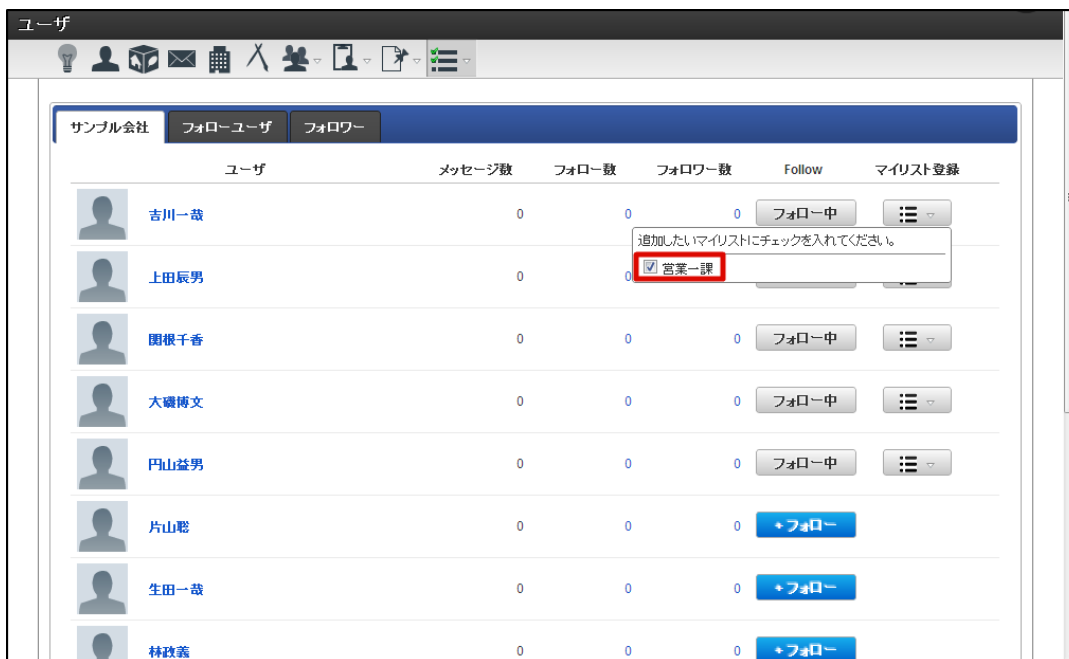 ユーザ
サンプル会社 フォローユーザ フォロワー
ユーザ メッセージ数 フォロー数 フォロワー数 Follow マイリスト登録
吉川一哉 0 0 0 フォロー中
追加したいマイリストにチェックを入れてください。
営業一課
上田辰男 0 0
関根千香 0 0 0 フォロー中
大磯博文 0 0 0 フォロー中
円山益男 0 0 0 フォロー中
片山聡 0 0 0 +フォロー
生田一哉 0 0 0 +フォロー
林政義 0 0 0 +フォロー